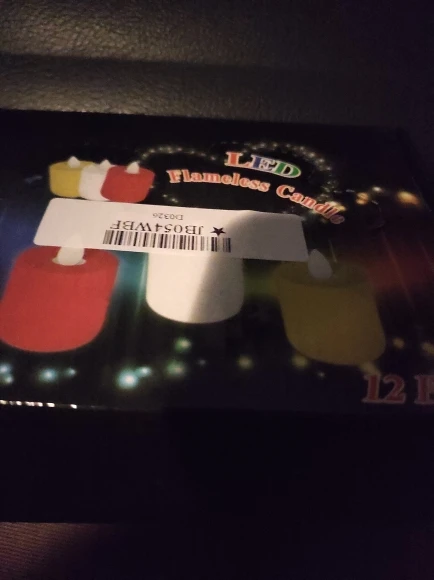 LED
Flameless Candle
D0326
★ JB054WBF
12 P